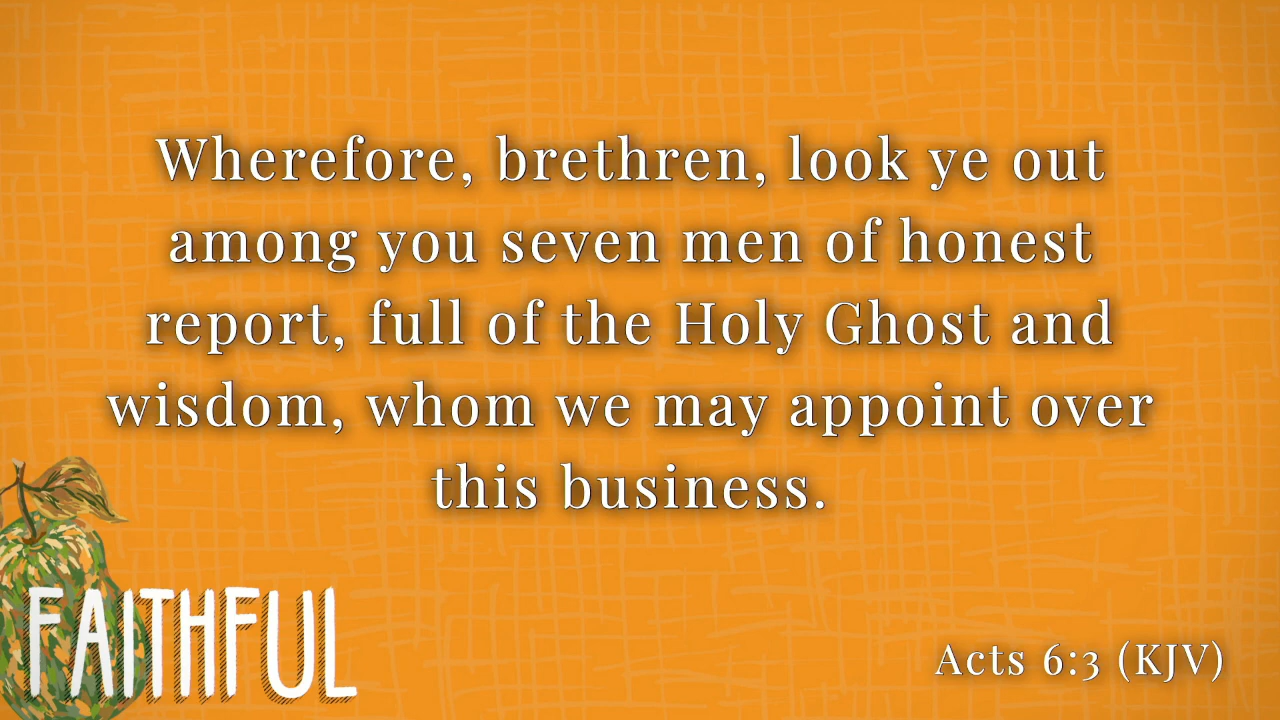 Wherefore, brethren, look ye out
among you seven men of honest
report, full of the Holy Ghost and
wisdom, whom we may appoint over
this business.
FAITHFUL
Acts 6:3 (KJV)